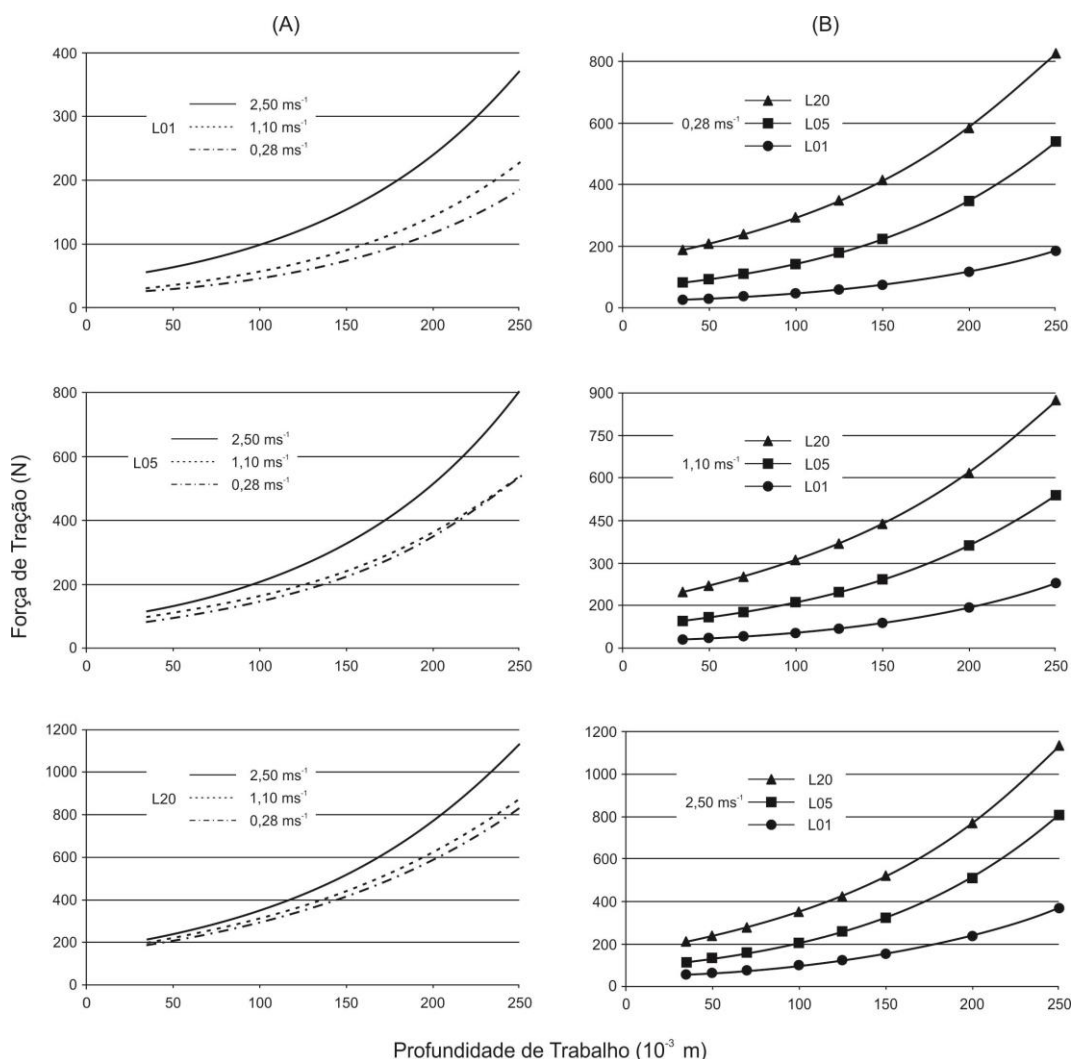 (A)
(B)
Força de Tração (N)
400
300
200
100
0
0
50
100
150
200
250
L01
2,50 ms⁻¹
1,10 ms⁻¹
0,28 ms⁻¹
800
600
400
200
0
0
50
100
150
200
250
0,28 ms⁻¹
L20
L05
L01
800
600
400
200
0
0
50
100
150
200
250
L05
2,50 ms⁻¹
1,10 ms⁻¹
0,28 ms⁻¹
900
750
600
450
300
200
0
0
50
100
150
200
250
1,10 ms⁻¹
L20
L05
L01
1200
1000
800
600
400
200
0
0
50
100
150
200
250
L20
2,50 ms⁻¹
1,10 ms⁻¹
0,28 ms⁻¹
1200
1000
800
600
400
200
0
0
50
100
150
200
250
2,50 ms⁻¹
L20
L05
L01
Profundidade de Trabalho (10⁻³ m)